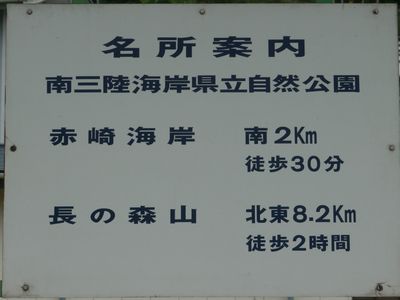 名所案内
南三陸海岸県立自然公園
赤崎海岸 南2Km
徒歩30分
長の森山 北東8.2Km
徒歩2時間